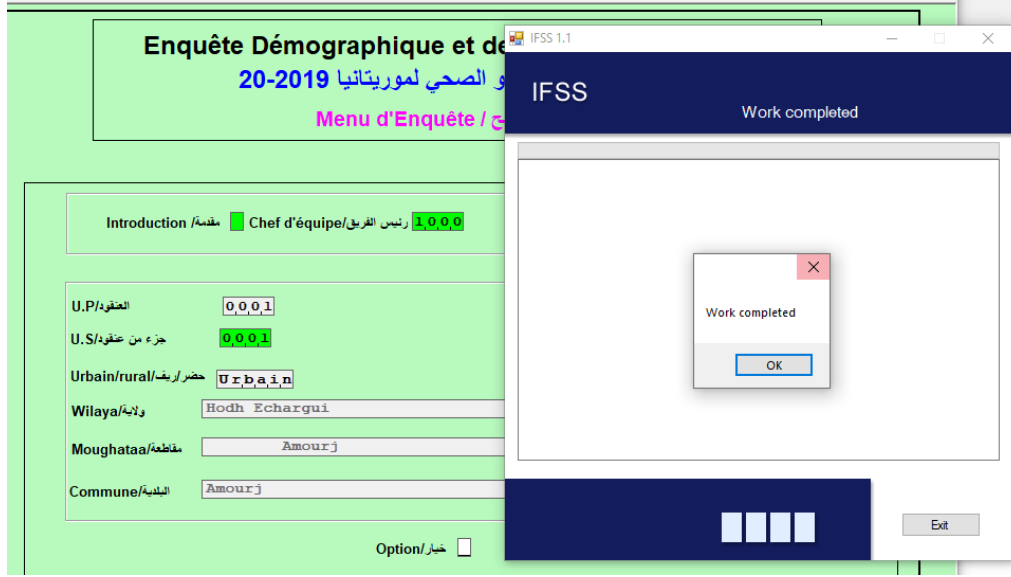 Enquête Démographique et de
و الصحي لموريتانيا 2019-20
Menu d'Enquête /
Introduction /مقدمة
Chef d'équipe/رئيس الفريق 1000
U.P/العنقود 0001
U.S/جزء من عنقود 0001
Urbain/rural/حضر/ريف Urbain
Wilaya/ولاية Hodh Echargui
Moughataa/مقاطعة Amourj
Commune/البلدية Amourj
Option/خيار
IFSS 1.1
IFSS
Work completed
Work completed
OK
Exit